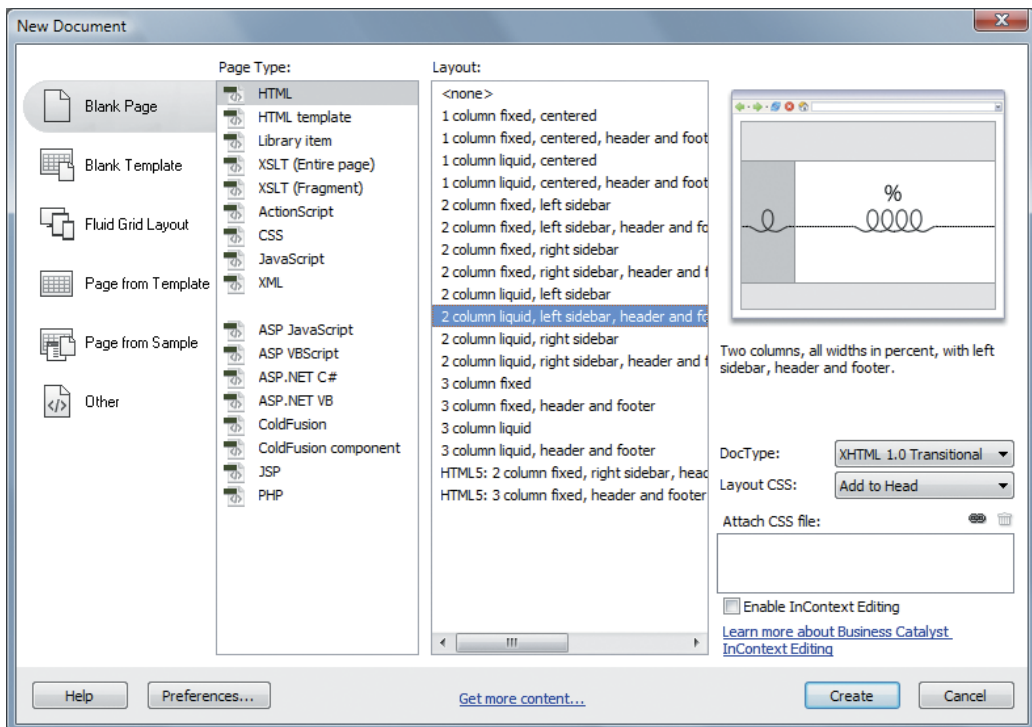 New Document
Page Type:
Layout:
Blank Page
Blank Template
Fluid Grid Layout
Page from Template
Page from Sample
Other
HTML
HTML template
Library item
XSLT (Entire page)
XSLT (Fragment)
ActionScript
CSS
JavaScript
XML
ASP JavaScript
ASP VBScript
ASP.NET C#
ASP.NET VB
ColdFusion
ColdFusion component
JSP
PHP
<none>
1 column fixed, centered
1 column fixed, centered, header and foot
1 column liquid, centered
1 column liquid, centered, header and foot
2 column fixed, left sidebar
2 column fixed, left sidebar, header and fo
2 column fixed, right sidebar
2 column fixed, right sidebar, header and f
2 column liquid, left sidebar
2 column liquid, left sidebar, header and fo
2 column liquid, right sidebar
2 column liquid, right sidebar, header and f
3 column fixed
3 column fixed, header and footer
3 column liquid
3 column liquid, header and footer
HTML5: 2 column fixed, right sidebar, head
HTML5: 3 column fixed, header and footer
%
Two columns, all widths in percent, with left
sidebar, header and footer.
DocType:
XHTML 1.0 Transitional
Layout CSS:
Add to Head
Attach CSS file:
Enable InContext Editing
Learn more about Business Catalyst
InContext Editing
Help
Preferences...
Get more content...
Create
Cancel